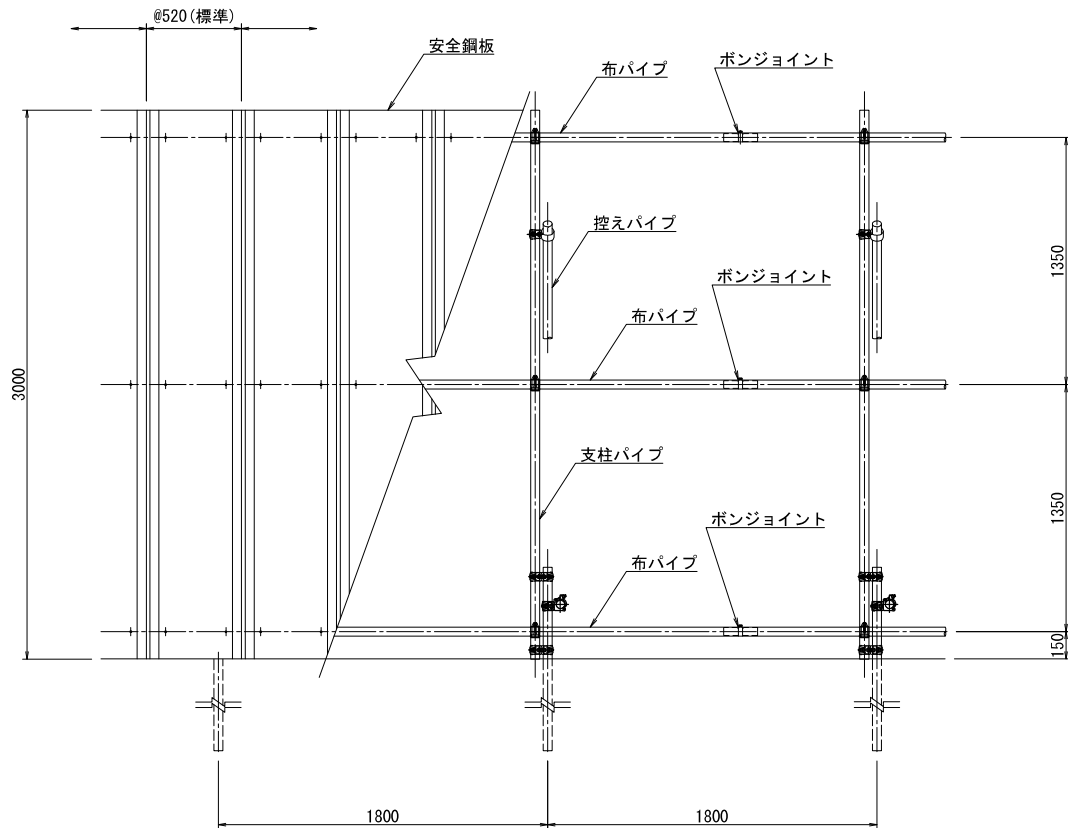 @520(標準)
安全鋼板
布パイプ
ボンジョイント
控えパイプ
ボンジョイント
布パイプ
支柱パイプ
ボンジョイント
布パイプ
3000
1350
1350
150
1800
1800